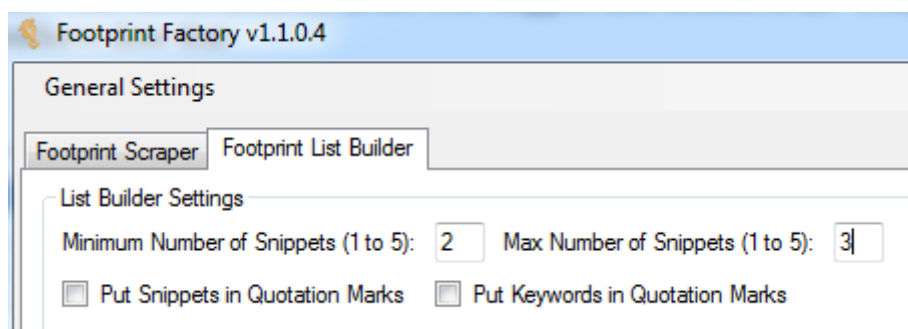 Footprint Factory v1.1.0.4
General Settings
Footprint Scraper Footprint List Builder
List Builder Settings
Minimum Number of Snippets (1 to 5): 2 Max Number of Snippets (1 to 5): 3
Put Snippets in Quotation Marks Put Keywords in Quotation Marks